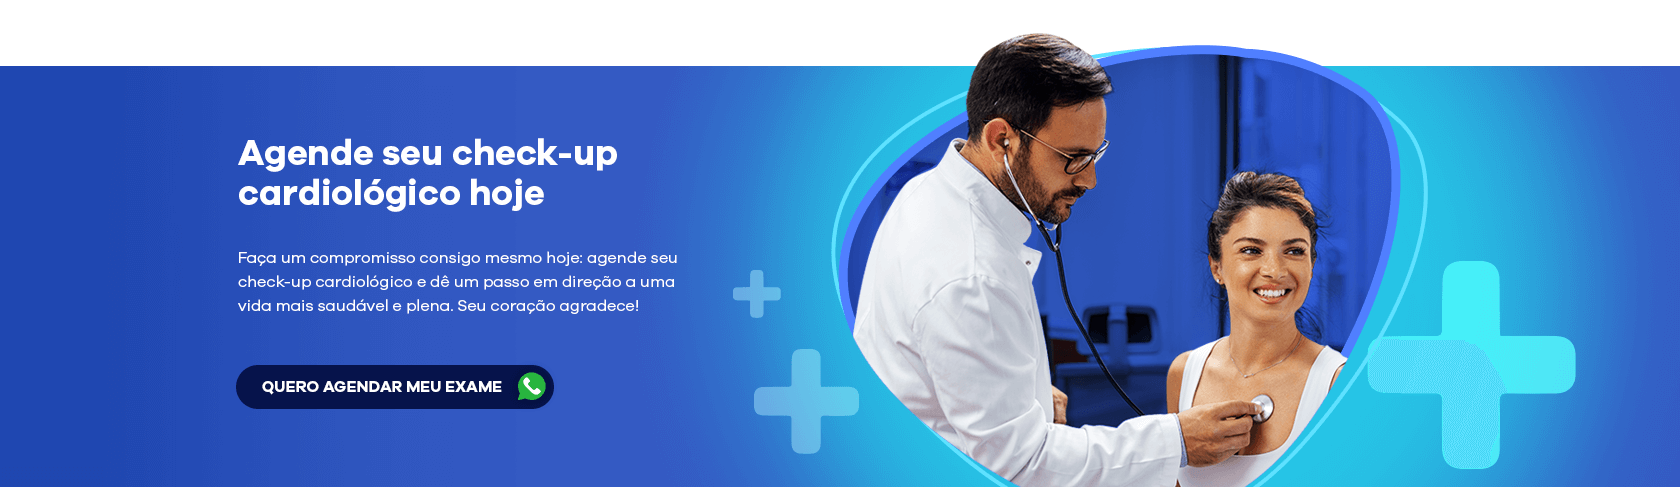 Agende seu check-up
cardiológico hoje
Faça um compromisso consigo mesmo hoje: agende seu
check-up cardiológico e dê um passo em direção a uma
vida mais saudável e plena. Seu coração agradece!
QUERO AGENDAR MEU EXAME